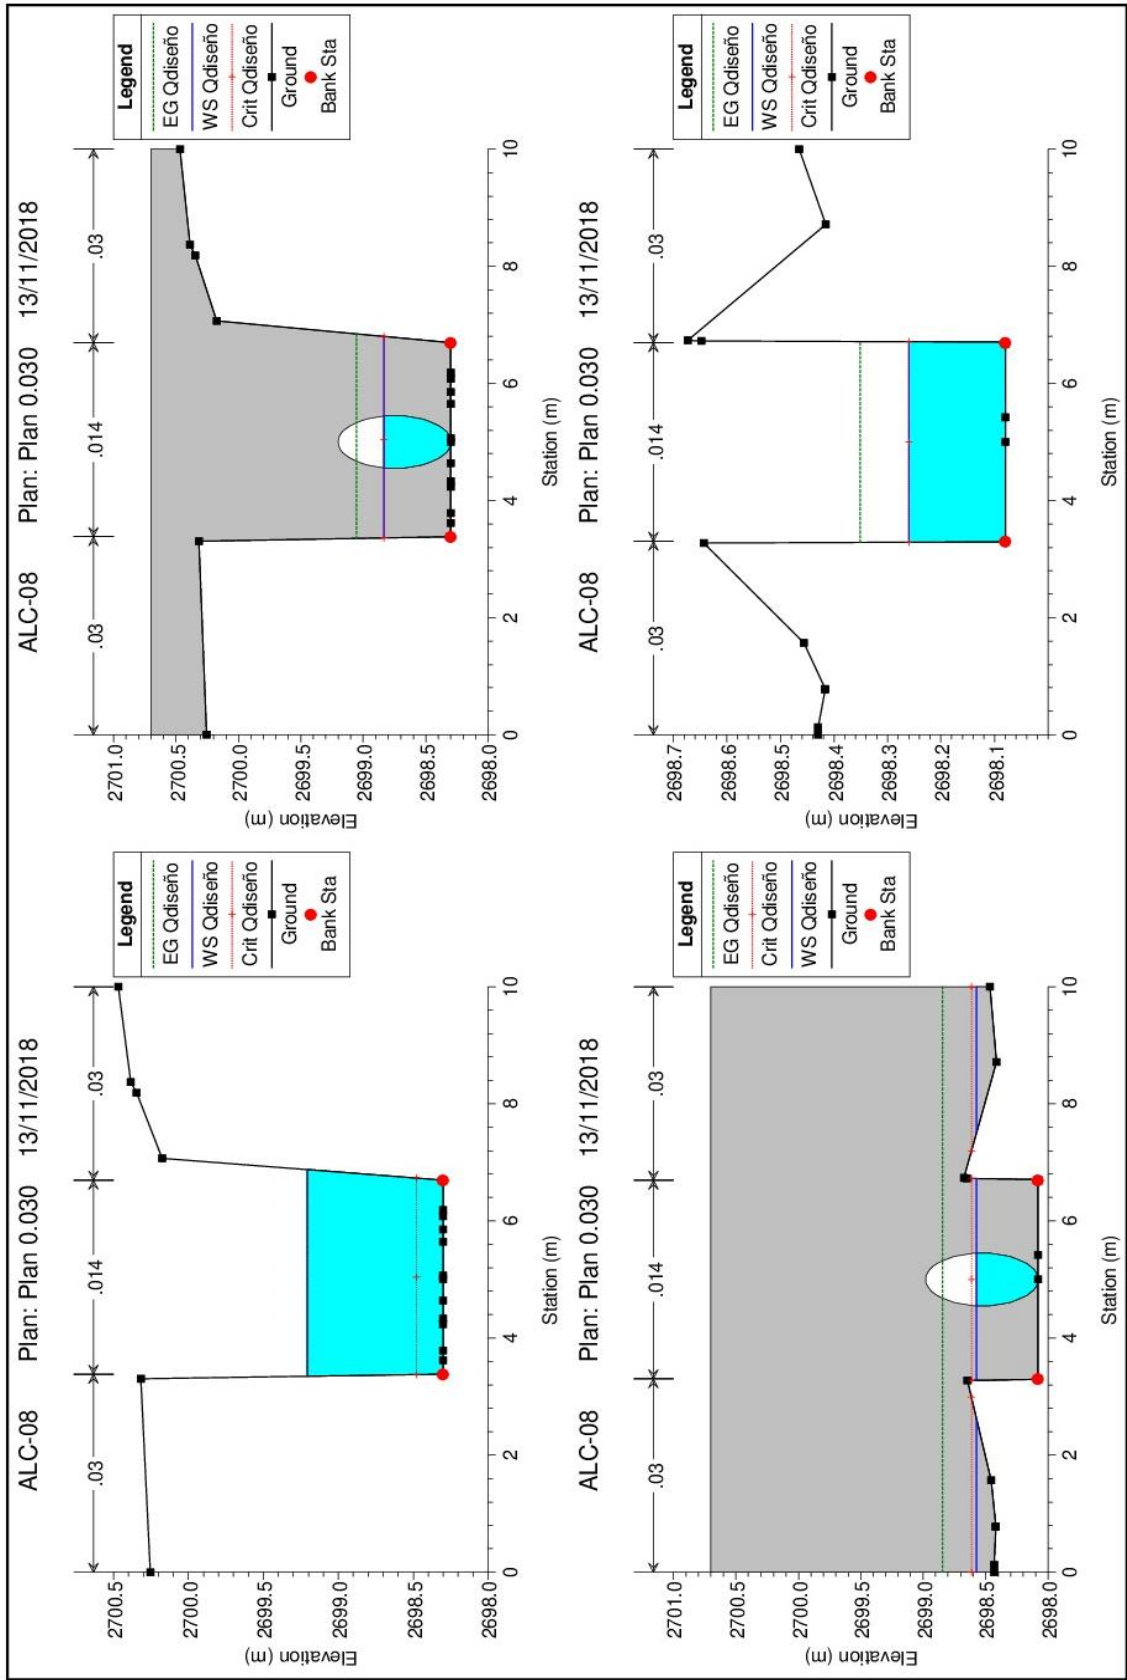 ALC-08 Plan: Plan 0.030 13/11/2018
.03 .014 .03
Legend
EG Qdiseño
WS Qdiseño
Crit Qdiseño
Ground
Bank Sta
2700.5
2700.0
2699.5
2699.0
2698.5
2698.0
Elevation (m)
0 2 4 6 8 10
Station (m)
ALC-08 Plan: Plan 0.030 13/11/2018
.03 .014 .03
Legend
EG Qdiseño
WS Qdiseño
Crit Qdiseño
Ground
Bank Sta
2701.0
2700.5
2700.0
2699.5
2699.0
2698.5
2698.0
Elevation (m)
0 2 4 6 8 10
Station (m)
ALC-08 Plan: Plan 0.030 13/11/2018
.03 .014 .03
Legend
EG Qdiseño
Crit Qdiseño
WS Qdiseño
Ground
Bank Sta
2701.0
2700.5
2700.0
2699.5
2699.0
2698.5
2698.0
Elevation (m)
0 2 4 6 8 10
Station (m)
ALC-08 Plan: Plan 0.030 13/11/2018
.03 .014 .03
Legend
EG Qdiseño
WS Qdiseño
Crit Qdiseño
Ground
Bank Sta
2698.7
2698.6
2698.5
2698.4
2698.3
2698.2
2698.1
Elevation (m)
0 2 4 6 8 10
Station (m)